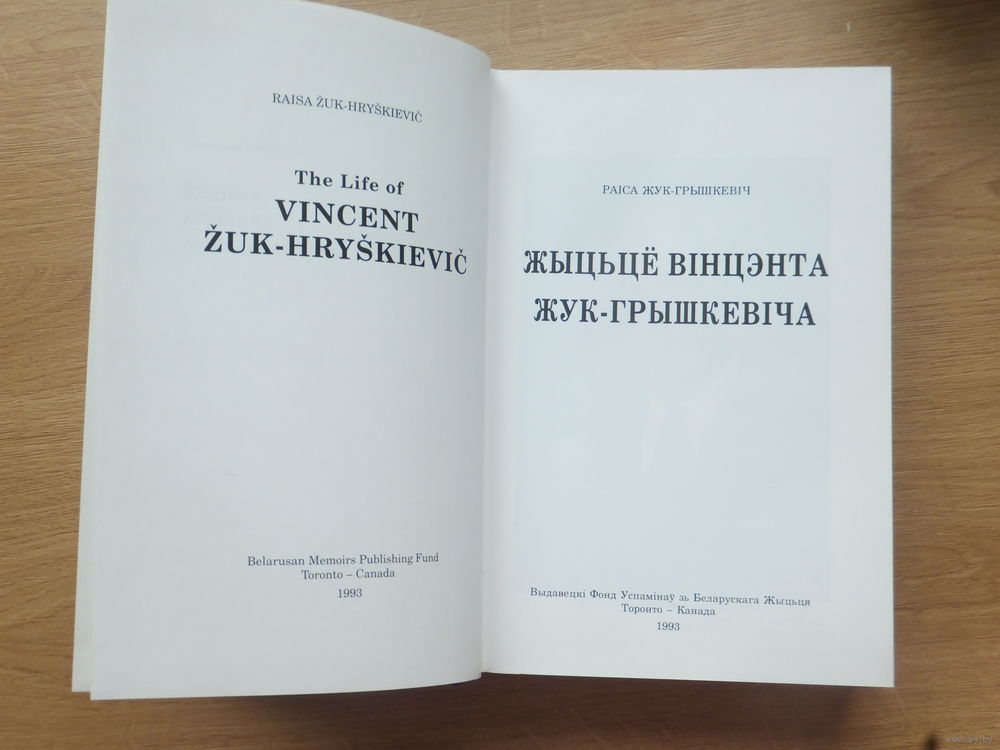 RAISA ŽUK-HRYŠKIEVIČ
The Life of
VINCENT
ŽUK-HRYŠKIEVIČ
Belarusan Memoirs Publishing Fund
Toronto – Canada
1993
РАІСА ЖУК-ГРЫШКЕВІЧ
ЖЫЦЬЦЁ ВІНЦЭНТА
ЖУК-ГРЫШКЕВІЧА
Выдавецкі Фонд Успамінаў зь Беларускага Жыцьця
Торонто – Канада
1993